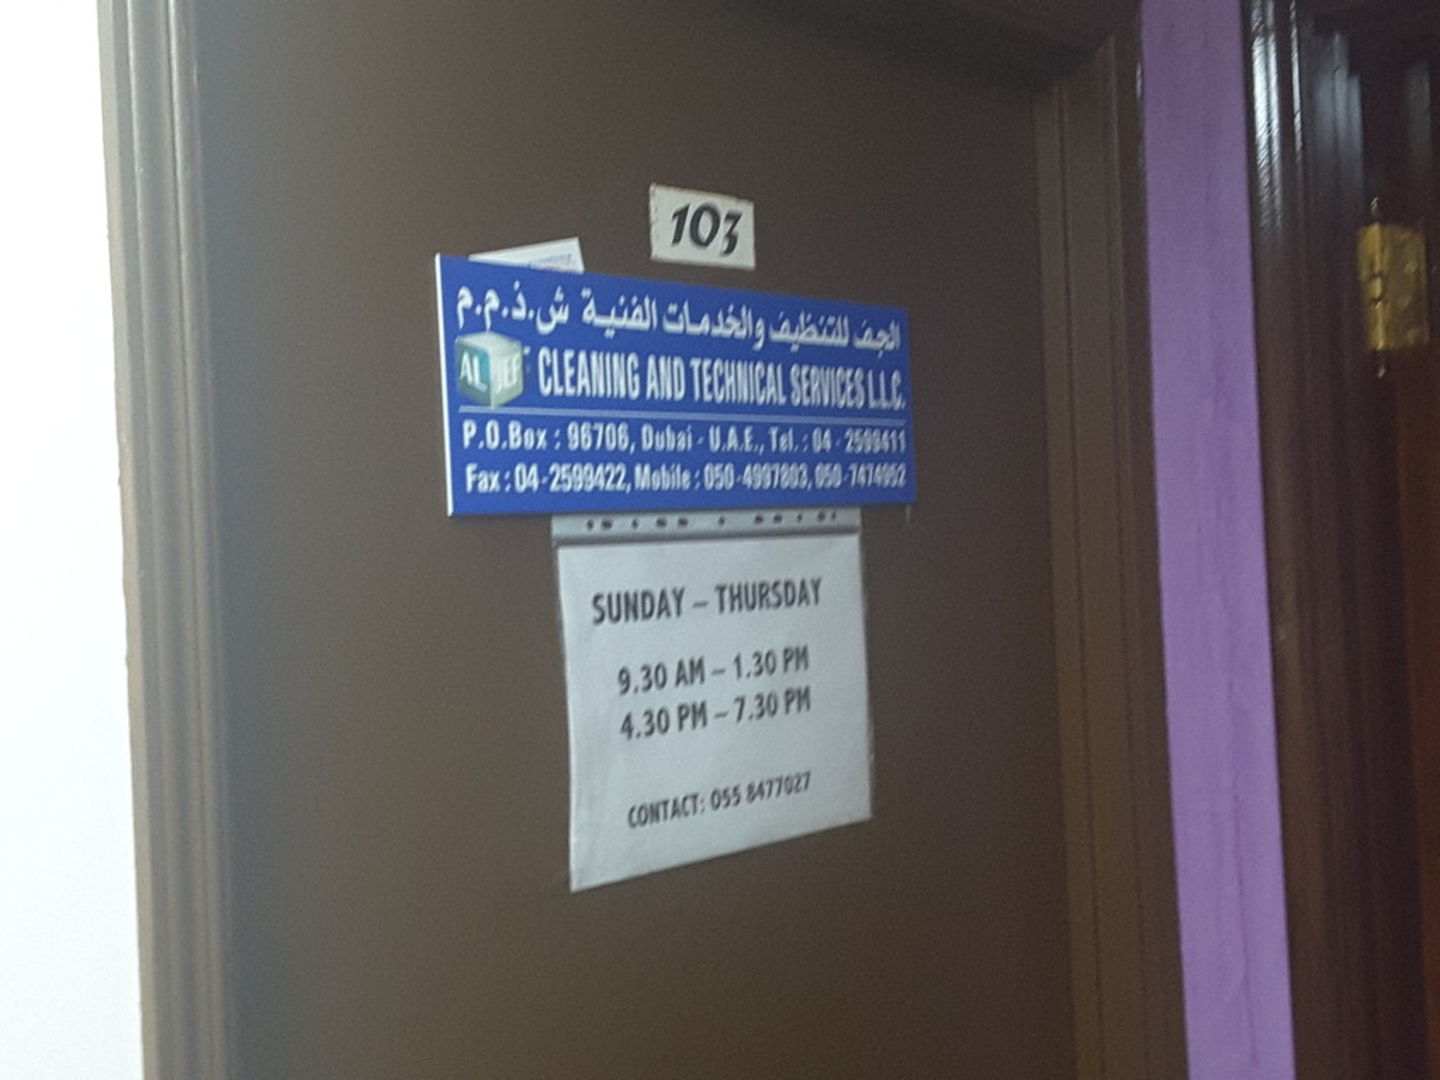 103
الجف للتنظيف والخدمات الفنية ش.ذ.م.م
AL JEF CLEANING AND TECHNICAL SERVICES L.L.C.
P.O.Box : 96706, Dubai - U.A.E., Tel. : 04 - 2599411
Fax : 04-2599422, Mobile : 050-4997803, 050-7474952
SUNDAY – THURSDAY
9.30 AM – 1.30 PM
4.30 PM – 7.30 PM
CONTACT: 055 8477027